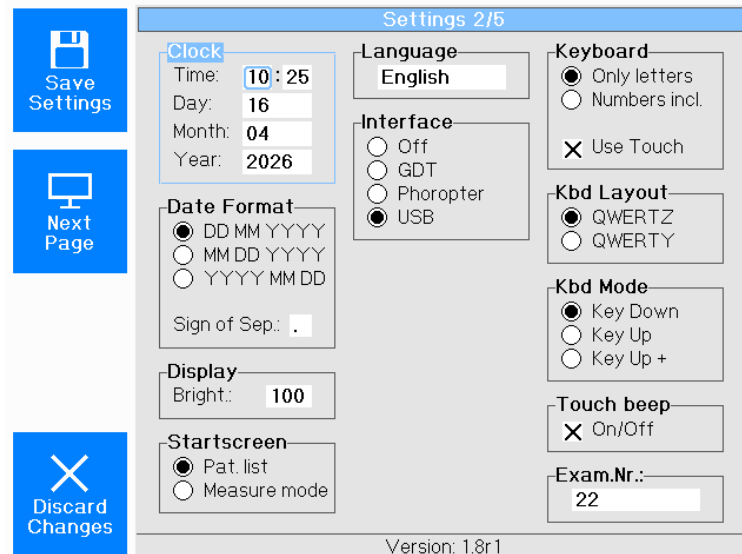 Settings 2/5
Save
Settings
Next
Page
Discard
Changes
Clock
Time: 10 : 25
Day: 16
Month: 04
Year: 2026
Date Format
DD MM YYYY
MM DD YYYY
YYYY MM DD
Sign of Sep.: .
Display
Bright.: 100
Startscreen
Pat. list
Measure mode
Language
English
Interface
Off
GDT
Phoropter
USB
Keyboard
Only letters
Numbers incl.
Use Touch
Kbd Layout
QWERTZ
QWERTY
Kbd Mode
Key Down
Key Up
Key Up +
Touch beep
On/Off
Exam.Nr.:
22
Version: 1.8r1